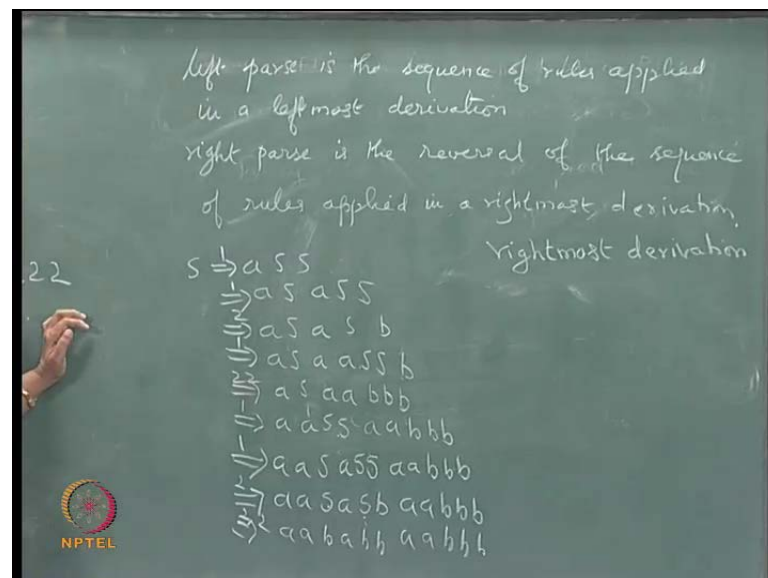 left parse is the sequence of rules applied
in a leftmost derivation
right parse is the reversal of the sequence
of rules applied in a rightmost derivation.
rightmost derivation
22
S ⇒ a S S
⇒ a S a S S
⇒ a S a S b
⇒ a S a a S S b
⇒ a S a a b b b
⇒ a a S S a a b b b
⇒ a a S a S S a a b b b
⇒ a a S a S b a a b b b
⇒ a a b a b b a a b b b
NPTEL